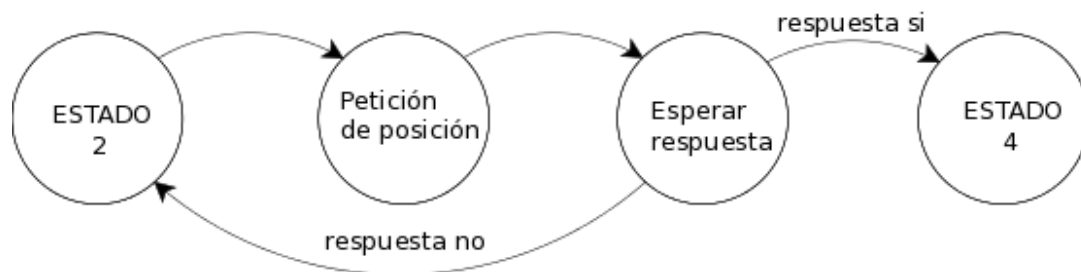 respuesta si
ESTADO
2
Petición
de posición
Esperar
respuesta
ESTADO
4
respuesta no